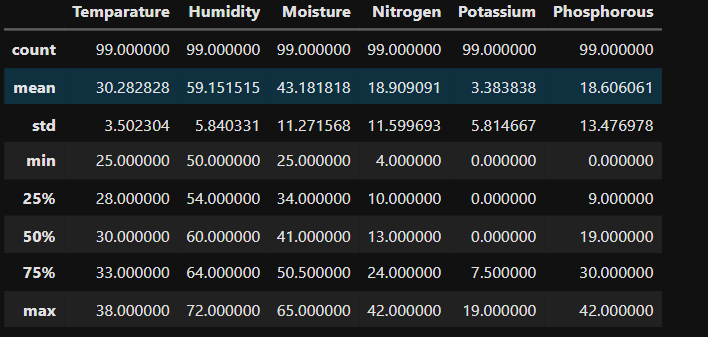 Temparature Humidity Moisture Nitrogen Potassium Phosphorous
count 99.000000 99.000000 99.000000 99.000000 99.000000 99.000000
mean 30.282828 59.151515 43.181818 18.909091 3.383838 18.606061
std 3.502304 5.840331 11.271568 11.599693 5.814667 13.476978
min 25.000000 50.000000 25.000000 4.000000 0.000000 0.000000
25% 28.000000 54.000000 34.000000 10.000000 0.000000 9.000000
50% 30.000000 60.000000 41.000000 13.000000 0.000000 19.000000
75% 33.000000 64.000000 50.500000 24.000000 7.500000 30.000000
max 38.000000 72.000000 65.000000 42.000000 19.000000 42.000000